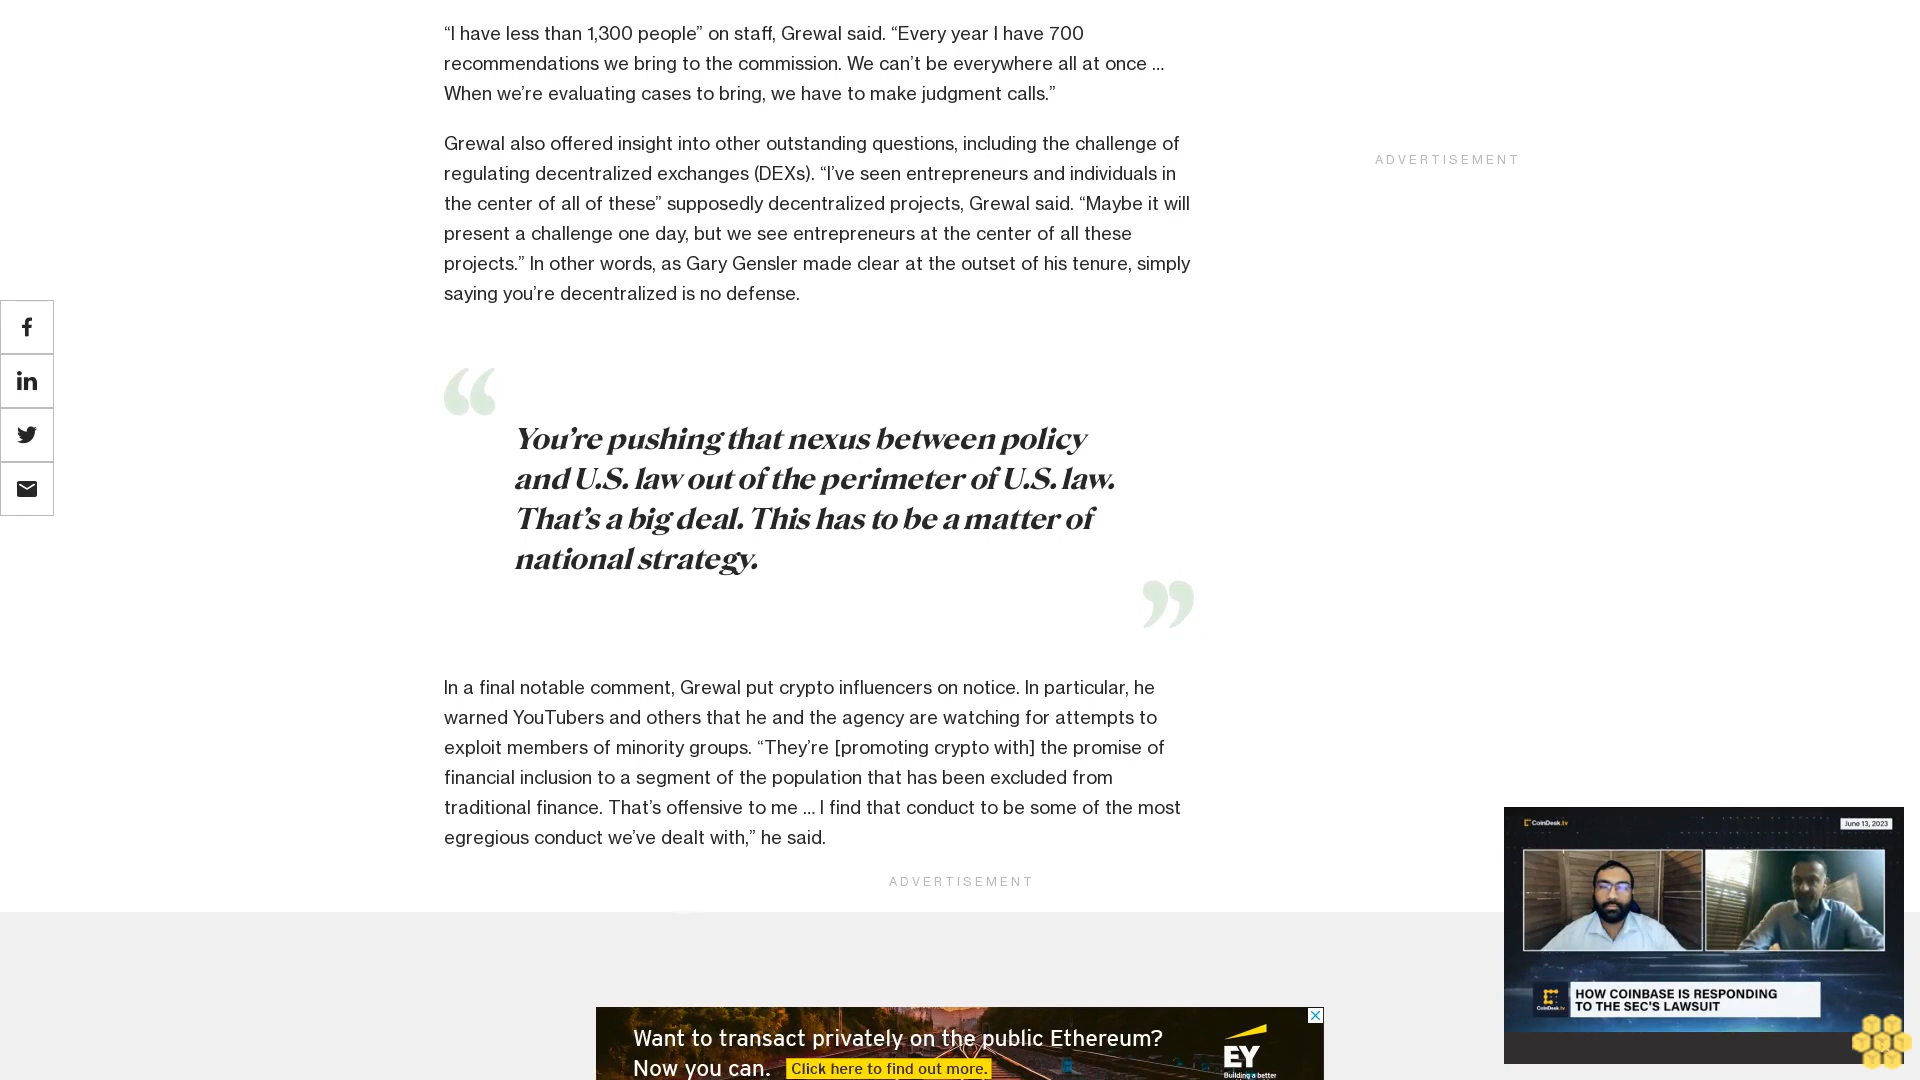 “I have less than 1,300 people” on staff, Grewal said. “Every year I have 700
recommendations we bring to the commission. We can’t be everywhere all at once …
When we’re evaluating cases to bring, we have to make judgment calls.”
Grewal also offered insight into other outstanding questions, including the challenge of
regulating decentralized exchanges (DEXs). “I’ve seen entrepreneurs and individuals in
the center of all of these” supposedly decentralized projects, Grewal said. “Maybe it will
present a challenge one day, but we see entrepreneurs at the center of all these
projects.” In other words, as Gary Gensler made clear at the outset of his tenure, simply
saying you’re decentralized is no defense.
ADVERTISEMENT
“
You’re pushing that nexus between policy
and U.S. law out of the perimeter of U.S. law.
That’s a big deal. This has to be a matter of
national strategy.
”
In a final notable comment, Grewal put crypto influencers on notice. In particular, he
warned YouTubers and others that he and the agency are watching for attempts to
exploit members of minority groups. “They’re [promoting crypto with] the promise of
financial inclusion to a segment of the population that has been excluded from
traditional finance. That’s offensive to me … I find that conduct to be some of the most
egregious conduct we’ve dealt with,” he said.
ADVERTISEMENT
CoinDesk.tv
June 13, 2023
CoinDesk.tv
HOW COINBASE IS RESPONDING
TO THE SEC'S LAWSUIT
Want to transact privately on the public Ethereum?
Now you can.
Click here to find out more.
EY
Building a better